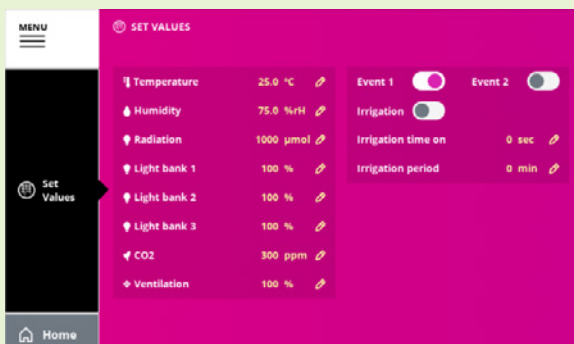 MENU
SET VALUES
Temperature 25.0 °C
Humidity 75.0 %rH
Radiation 1000 μmol
Light bank 1 100 %
Light bank 2 100 %
Light bank 3 100 %
CO2 300 ppm
Ventilation 100 %
Event 1 Event 2
Irrigation
Irrigation time on 0 sec
Irrigation period 0 min
Set
Values
Home